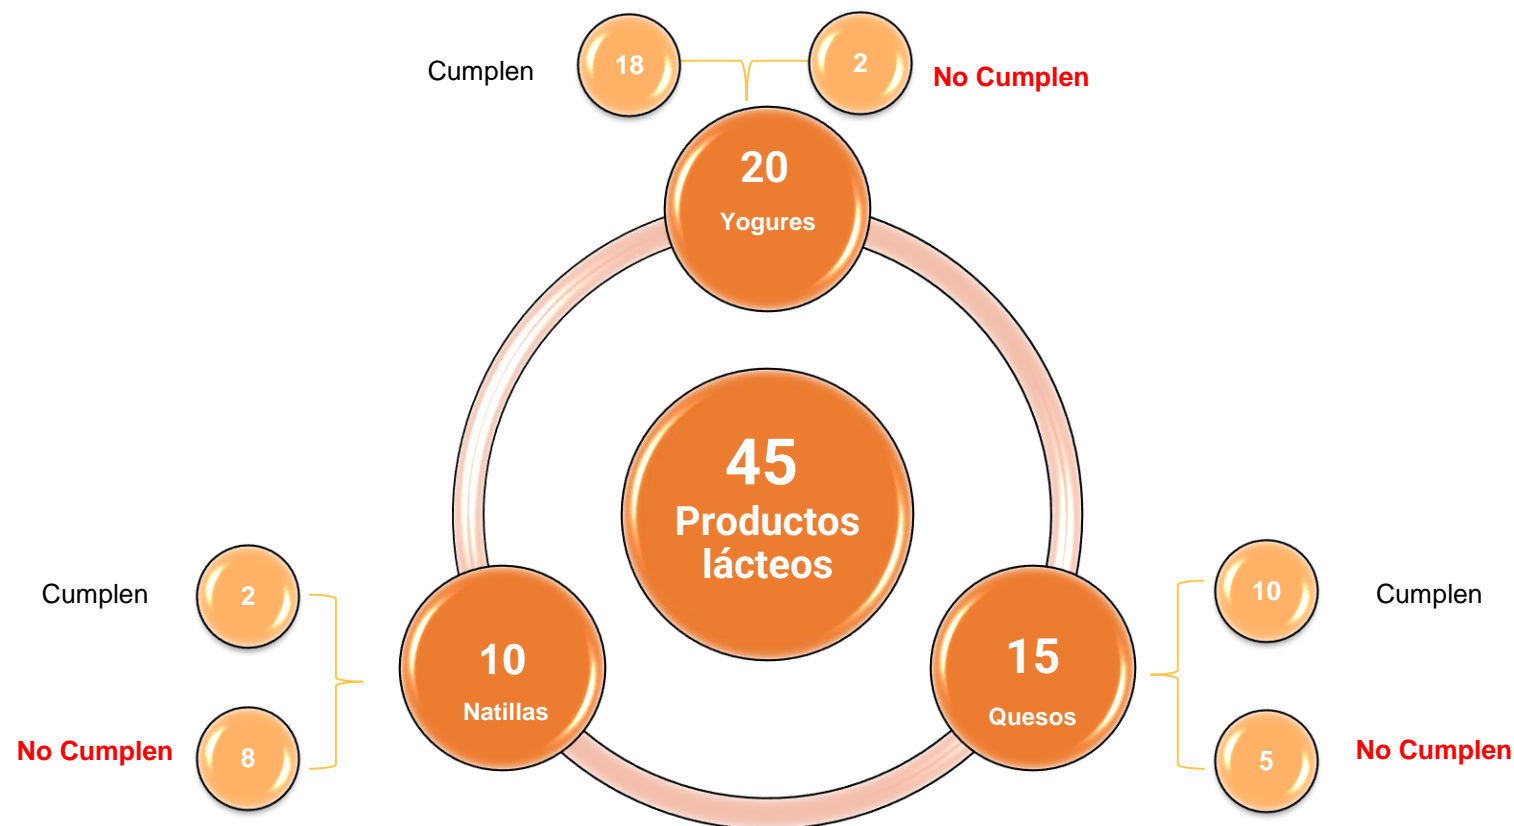 Cumplen
18
2
No Cumplen
20
Yogures
45
Productos
lácteos
Cumplen
2
No Cumplen
8
10
Natillas
15
Quesos
10
Cumplen
5
No Cumplen